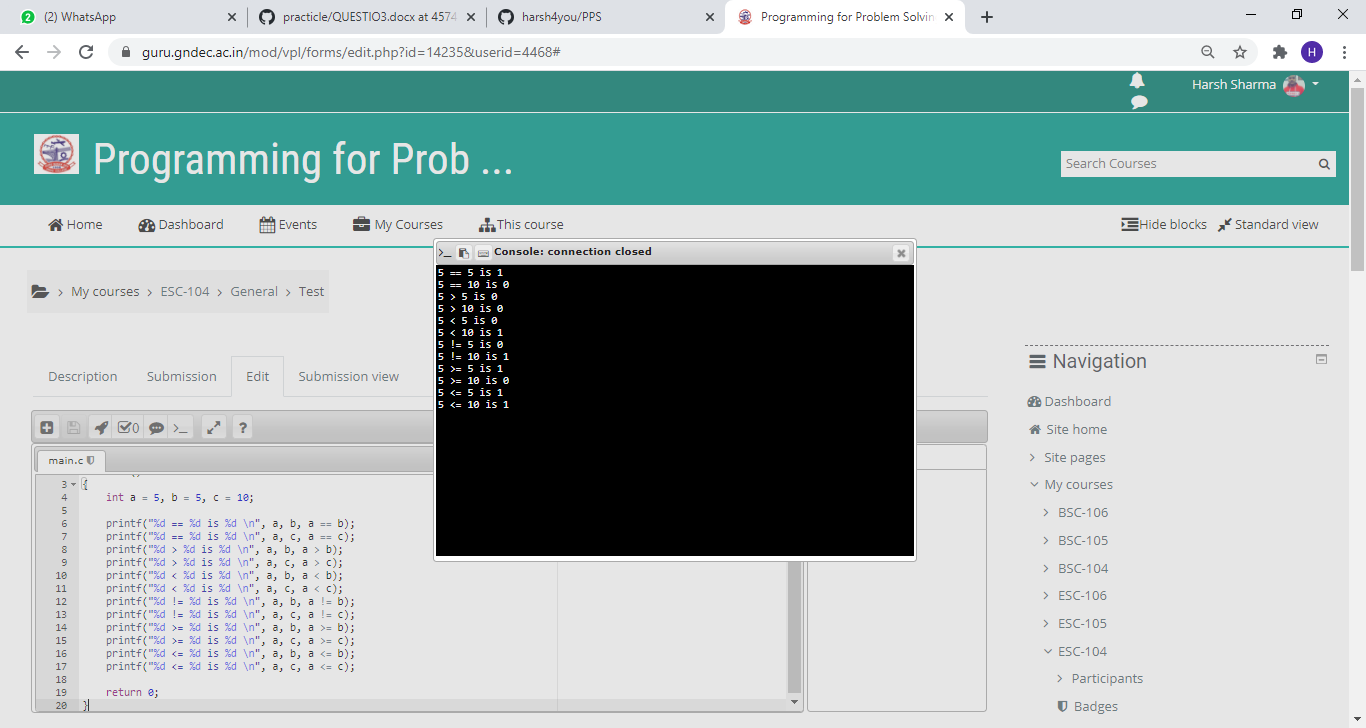 2
(2) WhatsApp
practicle/QUESTIO3.docx at 4574
harsh4you/PPS
Programming for Problem Solvin
guru.gndec.ac.in/mod/vpl/forms/edit.php?id=14235&userid=4468#
H
Harsh Sharma
Programming for Prob ...
Search Courses
Home
Dashboard
Events
My Courses
This course
Hide blocks
Standard view
My courses > ESC-104 > General > Test
Description
Submission
Edit
Submission view
0
>_
?
main.c
3 {
4 int a = 5, b = 5, c = 10;
5
6 printf("%d == %d is %d \n", a, b, a == b);
7 printf("%d == %d is %d \n", a, c, a == c);
8 printf("%d > %d is %d \n", a, b, a > b);
9 printf("%d > %d is %d \n", a, c, a > c);
10 printf("%d < %d is %d \n", a, b, a < b);
11 printf("%d < %d is %d \n", a, c, a < c);
12 printf("%d != %d is %d \n", a, b, a != b);
13 printf("%d != %d is %d \n", a, c, a != c);
14 printf("%d >= %d is %d \n", a, b, a >= b);
15 printf("%d >= %d is %d \n", a, c, a >= c);
16 printf("%d <= %d is %d \n", a, b, a <= b);
17 printf("%d <= %d is %d \n", a, c, a <= c);
18
19 return 0;
20 }
>_ Console: connection closed
5 == 5 is 1
5 == 10 is 0
5 > 5 is 0
5 > 10 is 0
5 < 5 is 0
5 < 10 is 1
5 != 5 is 0
5 != 10 is 1
5 >= 5 is 1
5 >= 10 is 0
5 <= 5 is 1
5 <= 10 is 1
Navigation
Dashboard
Site home
Site pages
My courses
BSC-106
BSC-105
BSC-104
ESC-106
ESC-105
ESC-104
Participants
Badges